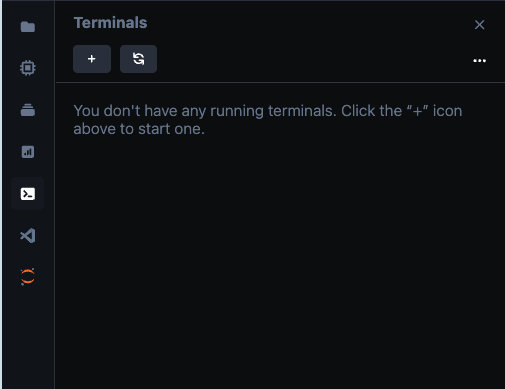 Terminals
You don't have any running terminals. Click the “+” icon
above to start one.